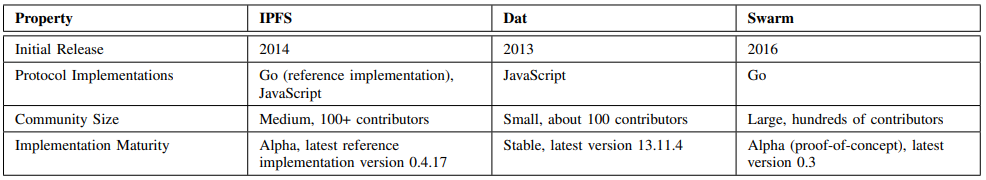 Property IPFS Dat Swarm
Initial Release 2014 2013 2016
Protocol Implementations Go (reference implementation), JavaScript Go
JavaScript
Community Size Medium, 100+ contributors Small, about 100 contributors Large, hundreds of contributors
Implementation Maturity Alpha, latest reference Stable, latest version 13.11.4 Alpha (proof-of-concept), latest
implementation version 0.4.17 version 0.3